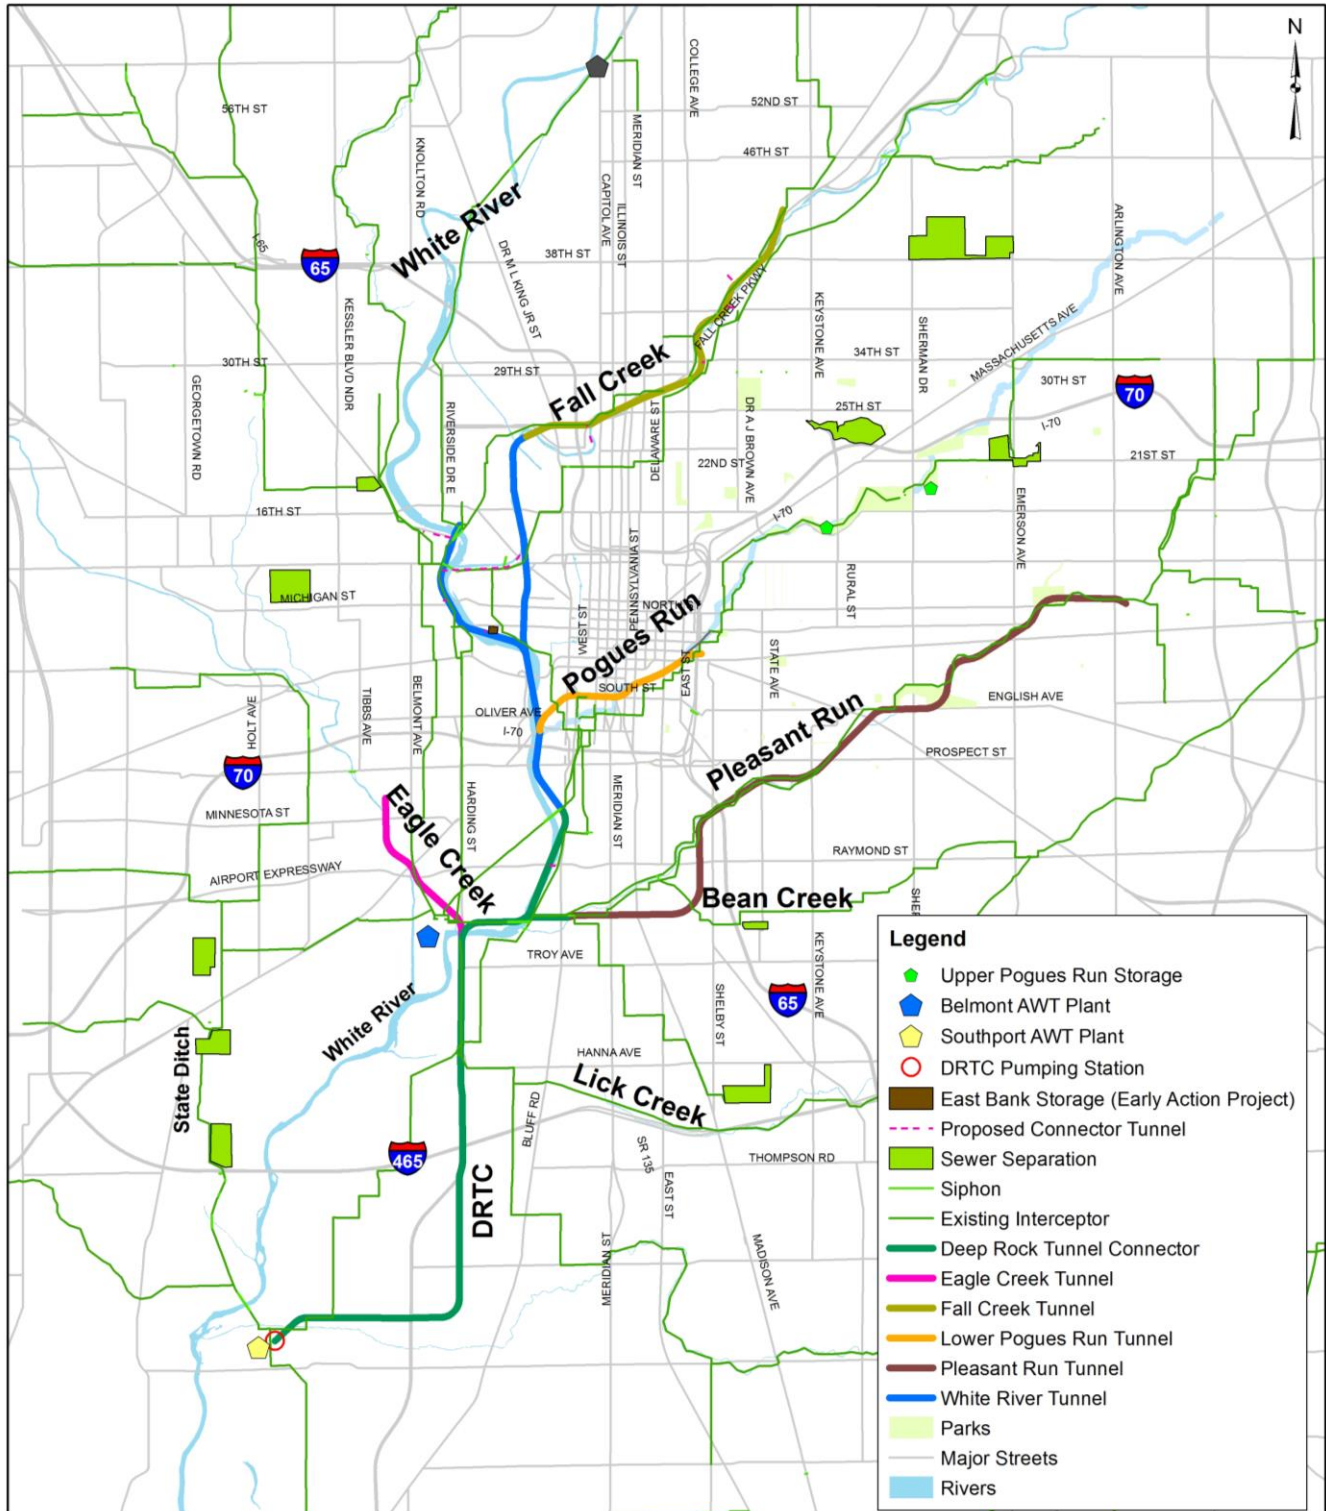 N
56TH ST
52ND ST
46TH ST
COLLEGE AVE
MERIDIAN ST
KNOLLTON RD
CAPITOL AVE
ILLINOIS ST
White River
I-65
65
DR M L KING JR ST
38TH ST
ARLINGTON AVE
FALL CREEK PKWY
KESSLER BLVD NDR
KEYSTONE AVE
SHERMAN DR
MASSACHUSETTS AVE
34TH ST
30TH ST
29TH ST
Fall Creek
30TH ST
70
GEORGETOWN RD
RIVERSIDE DR E
DELAWARE ST
DR A J BROWN AVE
25TH ST
I-70
22ND ST
21ST ST
16TH ST
I-70
EMERSON AVE
PENNSYLVANIA ST
MICHIGAN ST
WEST ST
NORTH
RURAL ST
Pogues Run
STATE AVE
EAST ST
SOUTH ST
ENGLISH AVE
HOLT AVE
TIBBS AVE
BELMONT AVE
OLIVER AVE
I-70
Pleasant Run
PROSPECT ST
70
MINNESOTA ST
Eagle Creek
HARDING ST
MERIDIAN ST
AIRPORT EXPRESSWAY
RAYMOND ST
Bean Creek
SHER
TROY AVE
KEYSTONE AVE
White River
SHELBY ST
65
State Ditch
HANNA AVE
Lick Creek
BLUFF RD
465
SR 135
THOMPSON RD
DRTC
EAST ST
MERIDIAN ST
MADISON AVE
Legend
Upper Pogues Run Storage
Belmont AWT Plant
Southport AWT Plant
DRTC Pumping Station
East Bank Storage (Early Action Project)
Proposed Connector Tunnel
Sewer Separation
Siphon
Existing Interceptor
Deep Rock Tunnel Connector
Eagle Creek Tunnel
Fall Creek Tunnel
Lower Pogues Run Tunnel
Pleasant Run Tunnel
White River Tunnel
Parks
Major Streets
Rivers